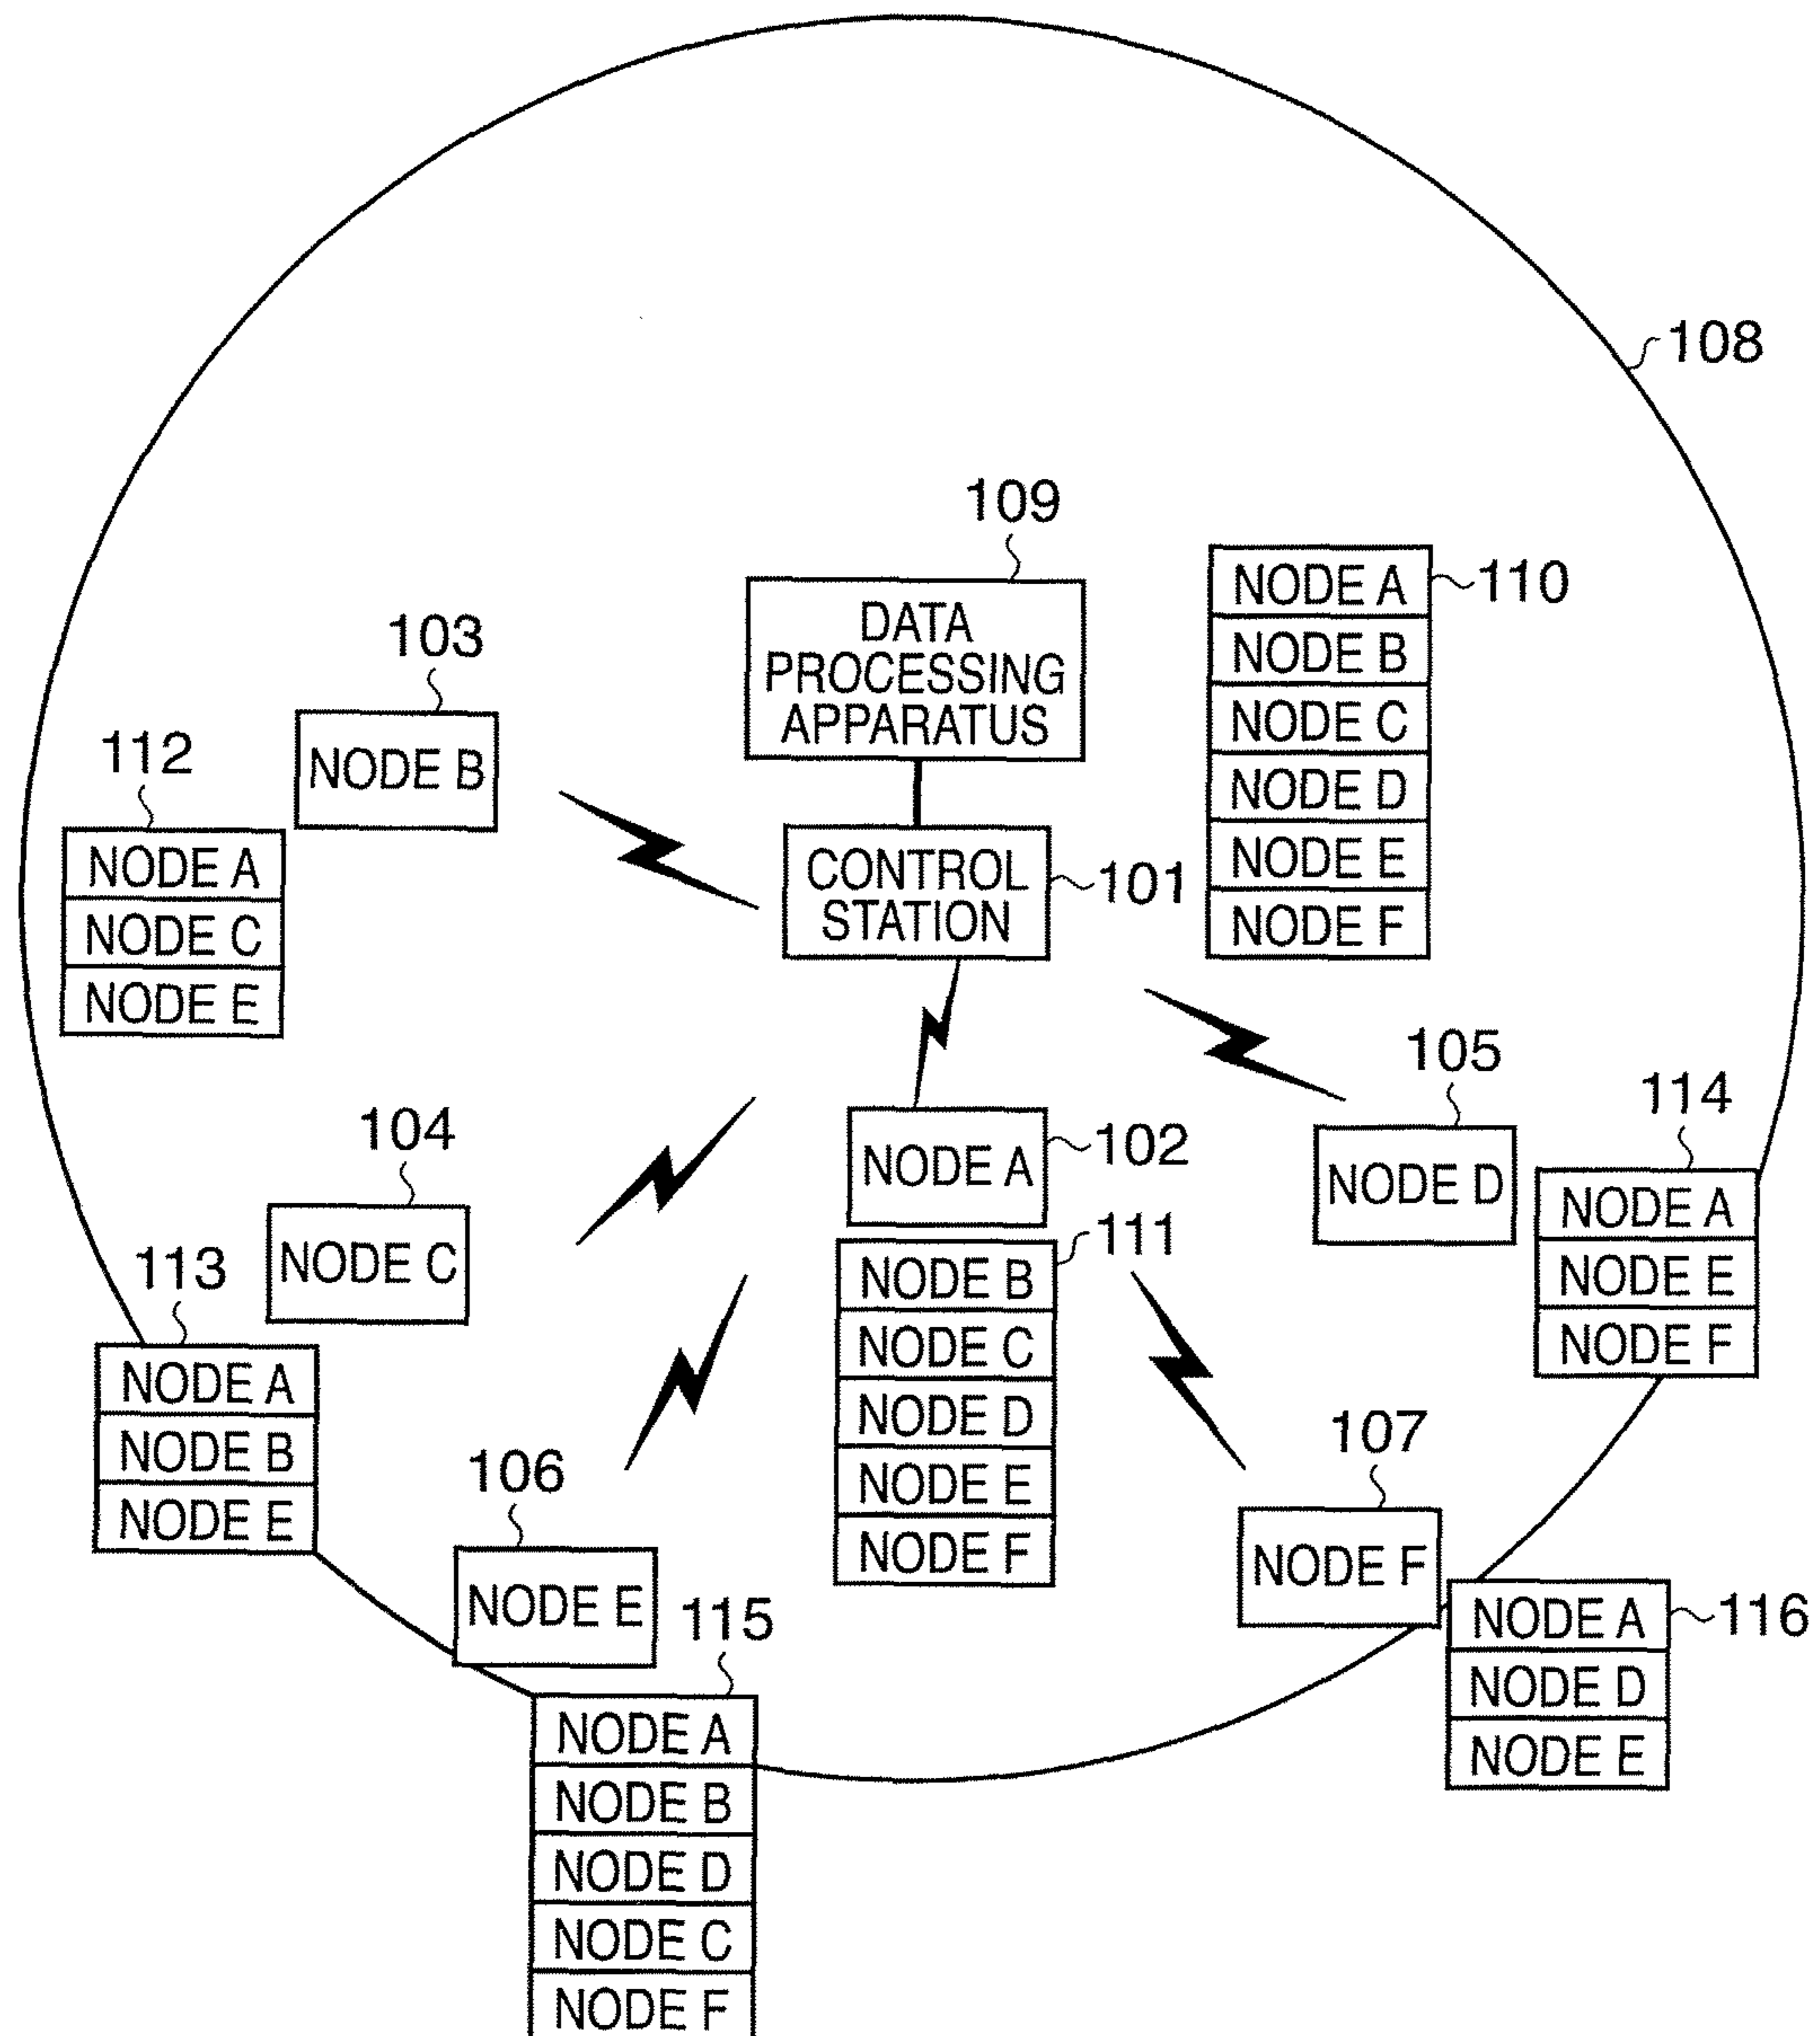 108
109
DATA
PROCESSING
APPARATUS
NODE A
110
NODE B
NODE C
NODE D
NODE E
NODE F
103
NODE B
112
NODE A
NODE C
NODE E
CONTROL
STATION
101
105
NODE D
114
NODE A
NODE E
NODE F
104
NODE C
102
NODE A
111
NODE B
NODE C
NODE D
NODE E
NODE F
113
NODE A
NODE B
NODE E
106
NODE E
107
NODE F
115
NODE A
NODE B
NODE D
NODE C
NODE F
116
NODE A
NODE D
NODE E